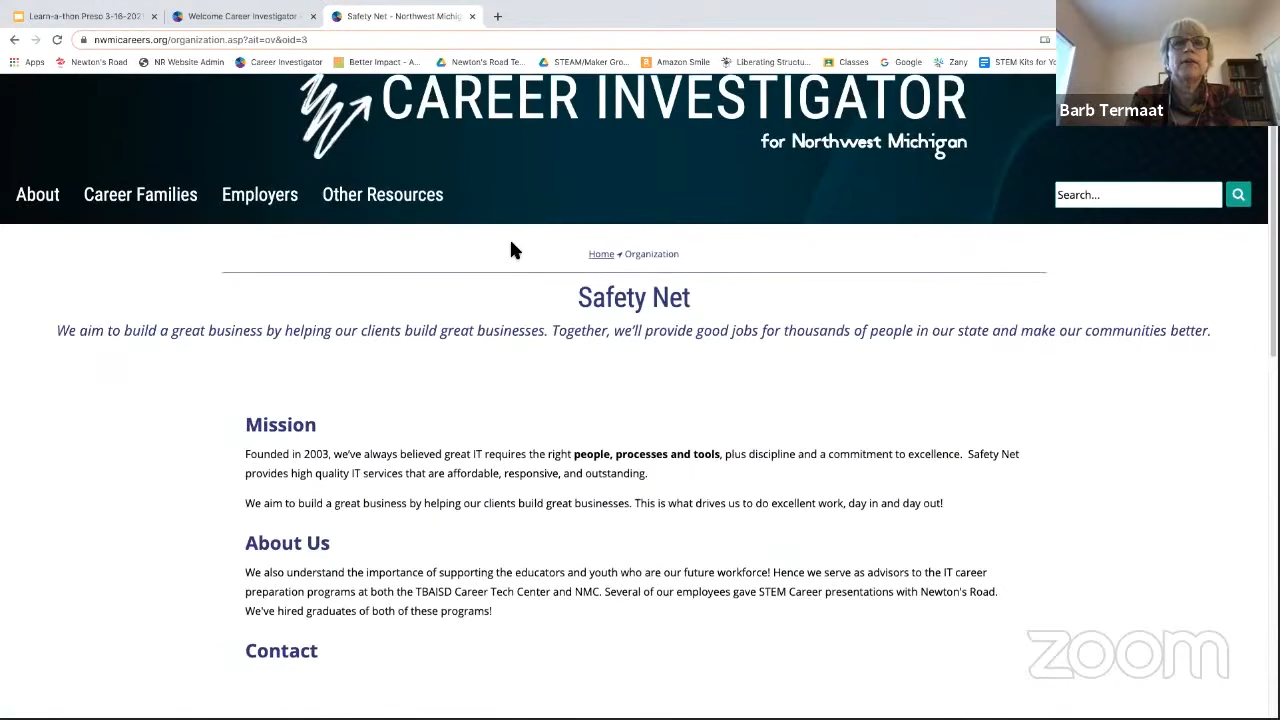 Learn-a-thon Preso 3-16-202
Welcome Career Investigator
Safety Net - Northwest Michig
nwmicareers.org/organization.asp?ait=ov&oid=3
Apps
Newton's Road
NR Website Admin
Career Investigator
Better Impact - A...
Newton's Road Te...
STEAM/Maker Gro...
Amazon Smile
Liberating Structu...
Classes
Google
Zany
STEM Kits for Yo
Barb Termaat
CAREER INVESTIGATOR
for Northwest Michigan
About
Career Families
Employers
Other Resources
Search...
Home Organization
Safety Net
We aim to build a great business by helping our clients build great businesses. Together, we'll provide good jobs for thousands of people in our state and make our communities better.
Mission
Founded in 2003, we've always believed great IT requires the right people, processes and tools, plus discipline and a commitment to excellence. Safety Net
provides high quality IT services that are affordable, responsive, and outstanding.
We aim to build a great business by helping our clients build great businesses. This is what drives us to do excellent work, day in and day out!
About Us
We also understand the importance of supporting the educators and youth who are our future workforce! Hence we serve as advisors to the IT career
preparation programs at both the TBAISD Career Tech Center and NMC. Several of our employees gave STEM Career presentations with Newton's Road.
We've hired graduates of both of these programs!
Contact
zoom